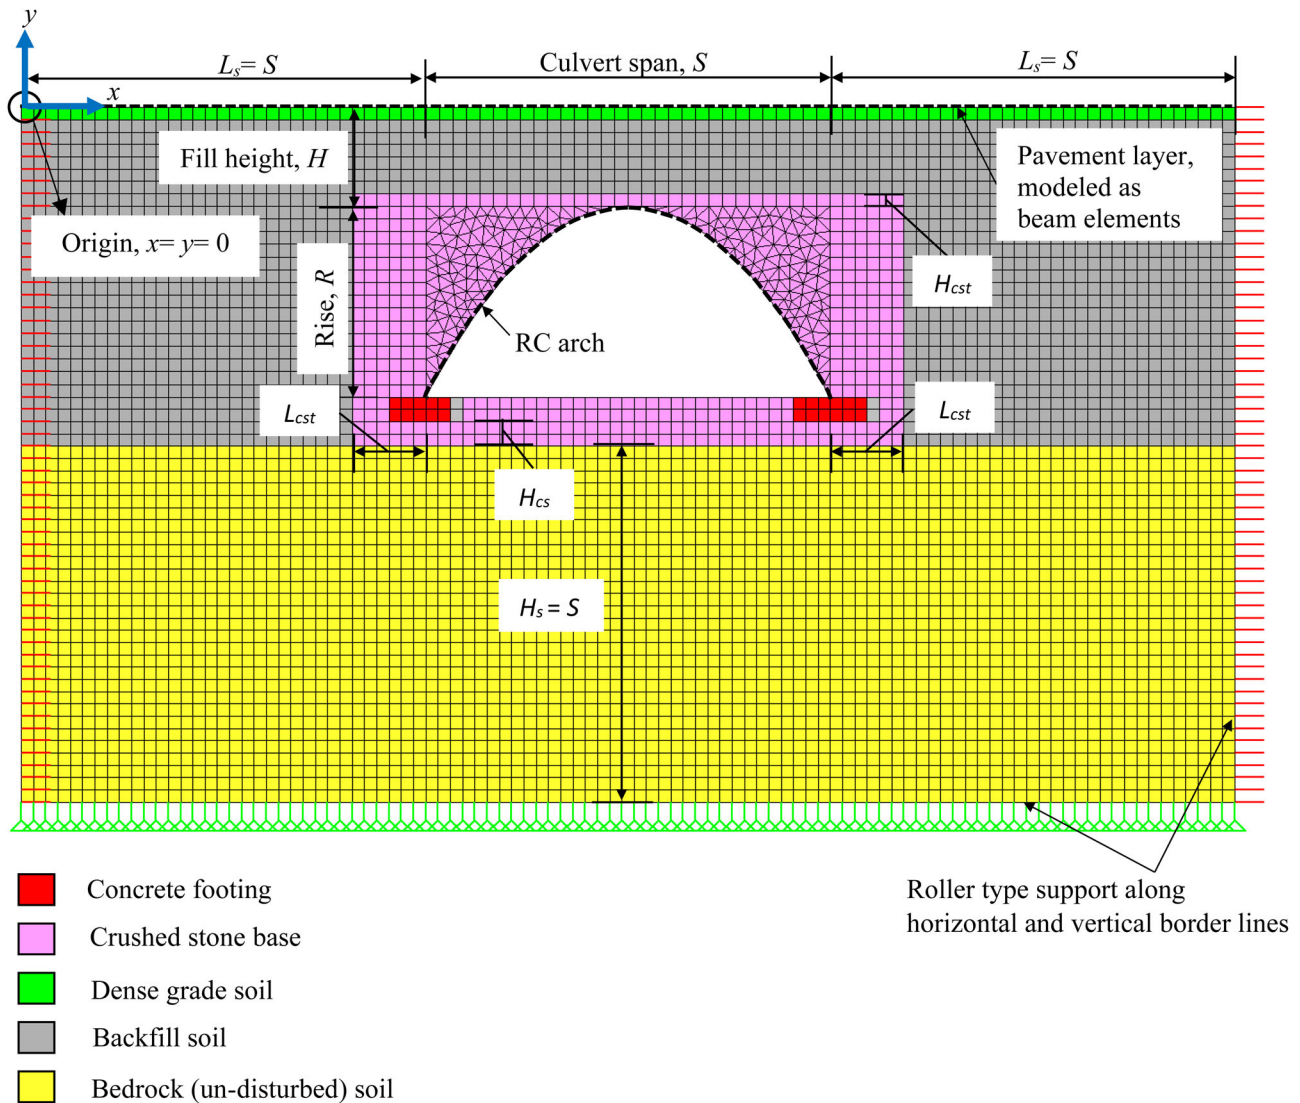 y
Ls= S
Culvert span, S
Ls= S
x
Fill height, H
Pavement layer,
modeled as
beam elements
Origin, x= y= 0
Hcst
Rise, R
RC arch
Lcst
Lcst
Hcs
Hs = S
Concrete footing
Roller type support along
horizontal and vertical border lines
Crushed stone base
Dense grade soil
Backfill soil
Bedrock (un-disturbed) soil